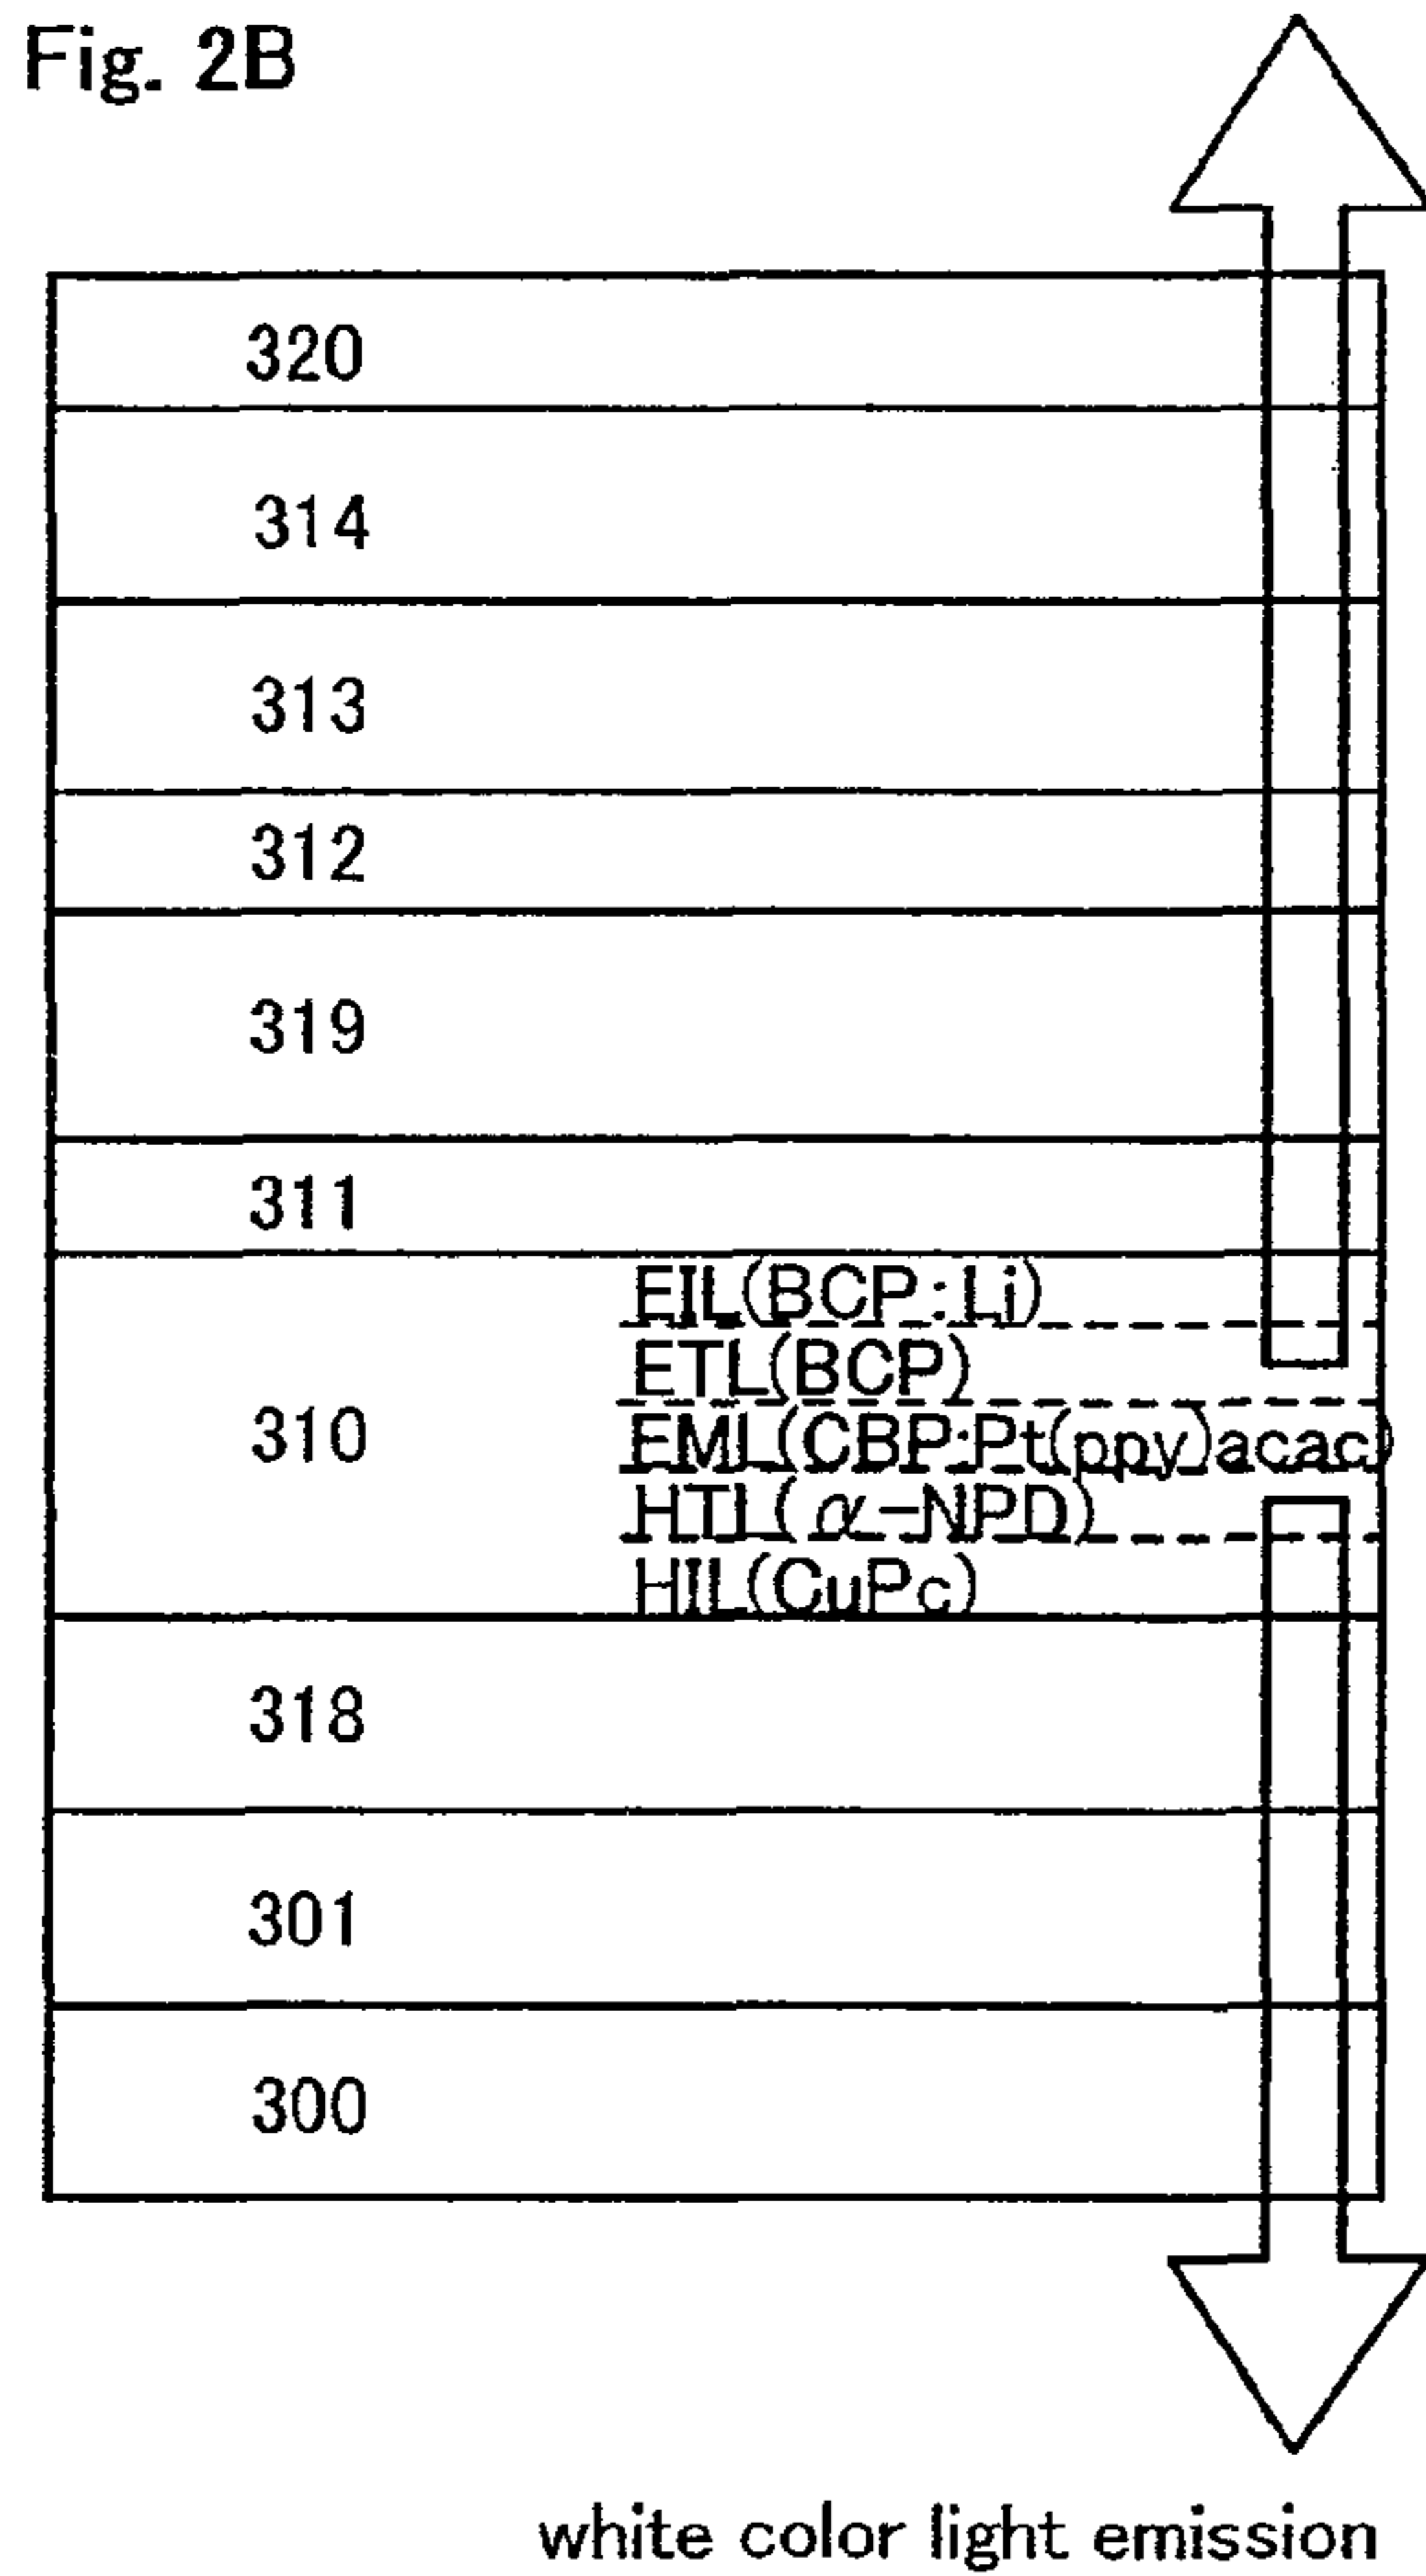 Fig. 2B
320
314
313
312
319
311
EIL(BCP:Li)
ETL(BCP)
310
EML(CBP:Pt(ppy)acac)
HTL(α-NPD)
HIL(CuPc)
318
301
300
white color light emission